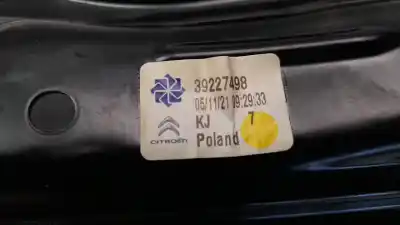 39227498
05/11/21 09:29:33
KJ 7
CITROËN
Poland